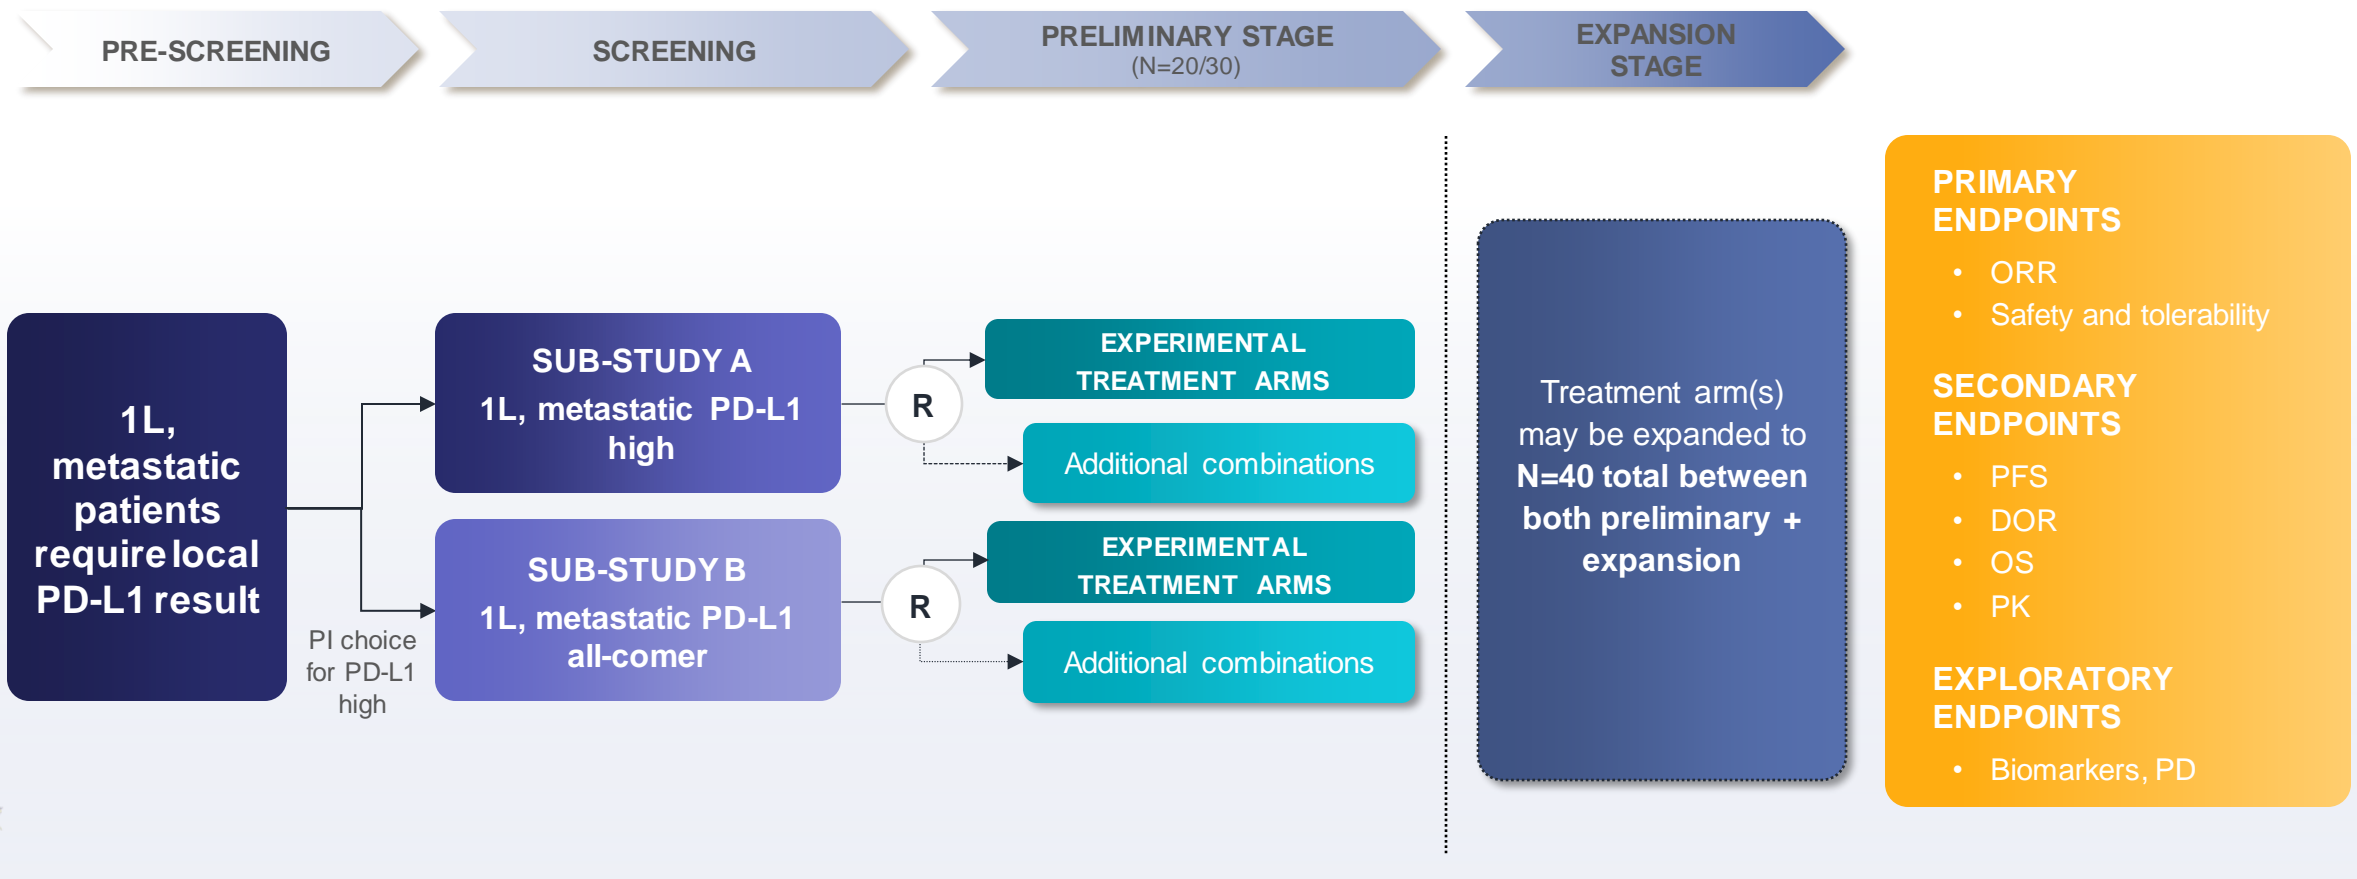 PRE-SCREENING
SCREENING
PRELIMINARY STAGE
(N=20/30)
EXPANSION
STAGE
1L,
metastatic
patients
require local
PD-L1 result
PI choice
for PD-L1
high
SUB-STUDY A
1L, metastatic PD-L1
high
SUB-STUDY B
1L, metastatic PD-L1
all-comer
R
EXPERIMENTAL
TREATMENT ARMS
Additional combinations
R
EXPERIMENTAL
TREATMENT ARMS
Additional combinations
Treatment arm(s)
may be expanded to
N=40 total between
both preliminary +
expansion
PRIMARY
ENDPOINTS
• ORR
• Safety and tolerability
SECONDARY
ENDPOINTS
• PFS
• DOR
• OS
• PK
EXPLORATORY
ENDPOINTS
• Biomarkers, PD